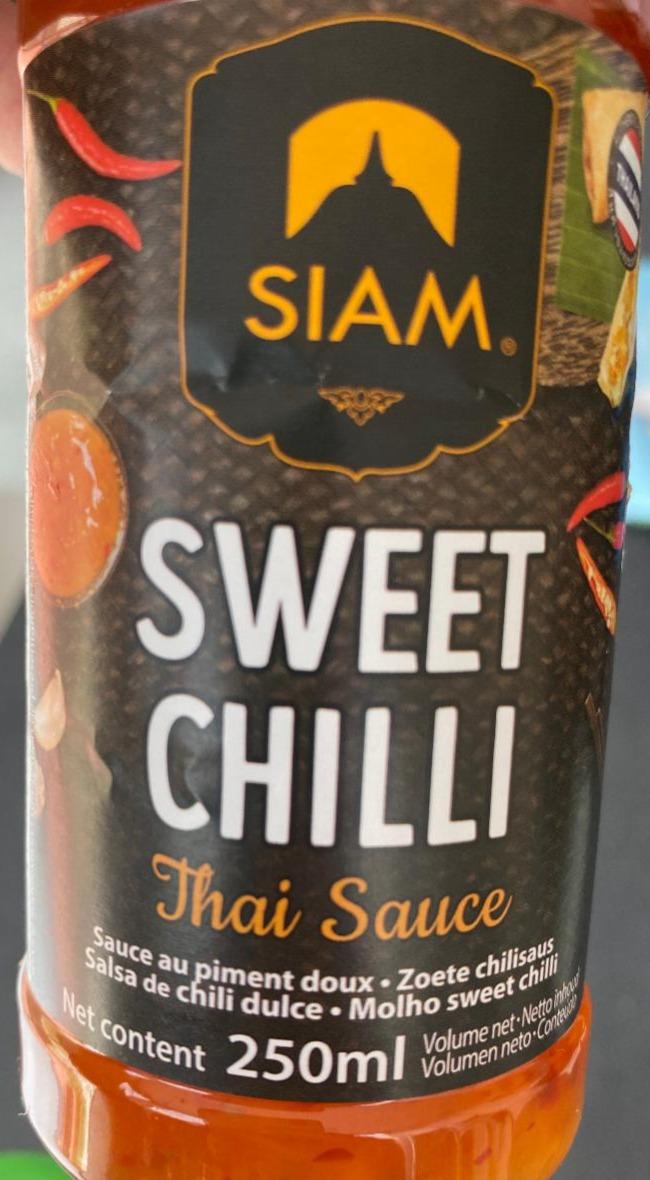 THAILAND
SIAM®
SWEET
CHILLI
Thai Sauce
Sauce au piment doux • Zoete chilisaus
Salsa de chili dulce • Molho sweet chilli
Net content 250ml Volume net • Netto inhoud
Volumen neto • Conteúdo